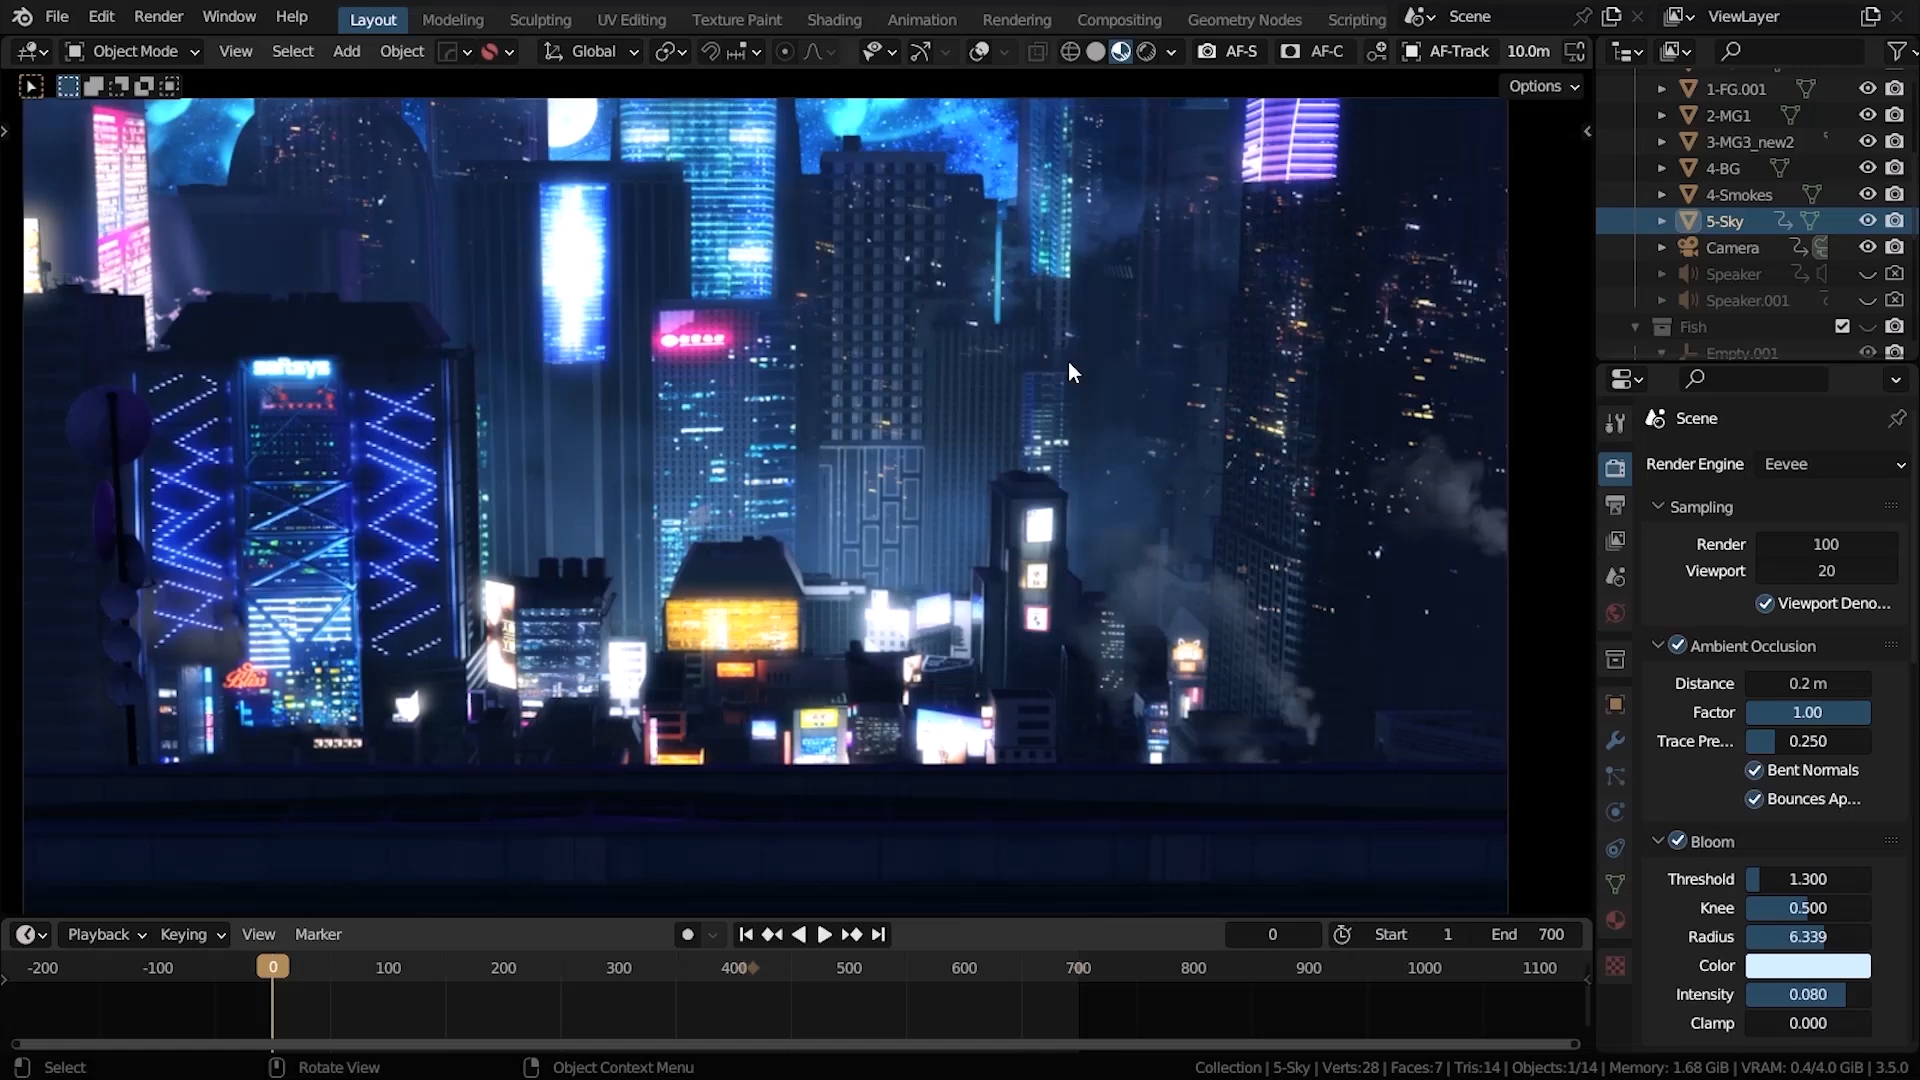 File Edit Render Window Help Layout Modeling Sculpting UV Editing Texture Paint Shading Animation Rendering Compositing Geometry Nodes Scripting Scene ViewLayer
Object Mode View Select Add Object Global AF-S AF-C AF-Track 10.0m
Options
1-FG.001
2-MG1
3-MG3_new2
4-BG
4-Smokes
5-Sky
Camera
Speaker
Speaker.001
Fish
Empty.001
softsys
Bliss
Scene
Render Engine Eevee
Sampling
Render 100
Viewport 20
Viewport Deno...
Ambient Occlusion
Distance 0.2 m
Factor 1.00
Trace Pre... 0.250
Bent Normals
Bounces Ap...
Bloom
Threshold 1.300
Knee 0.500
Radius 6.339
Color
Intensity 0.080
Clamp 0.000
Playback Keying View Marker 0 Start 1 End 700
-200 -100 0 100 200 300 400 500 600 700 800 900 1000 1100
Select Rotate View Object Context Menu Collection | 5-Sky | Verts:28 | Faces:7 | Tris:14 | Objects:1/14 | Memory: 1.68 GiB | VRAM: 0.4/4.0 GiB | 3.5.0